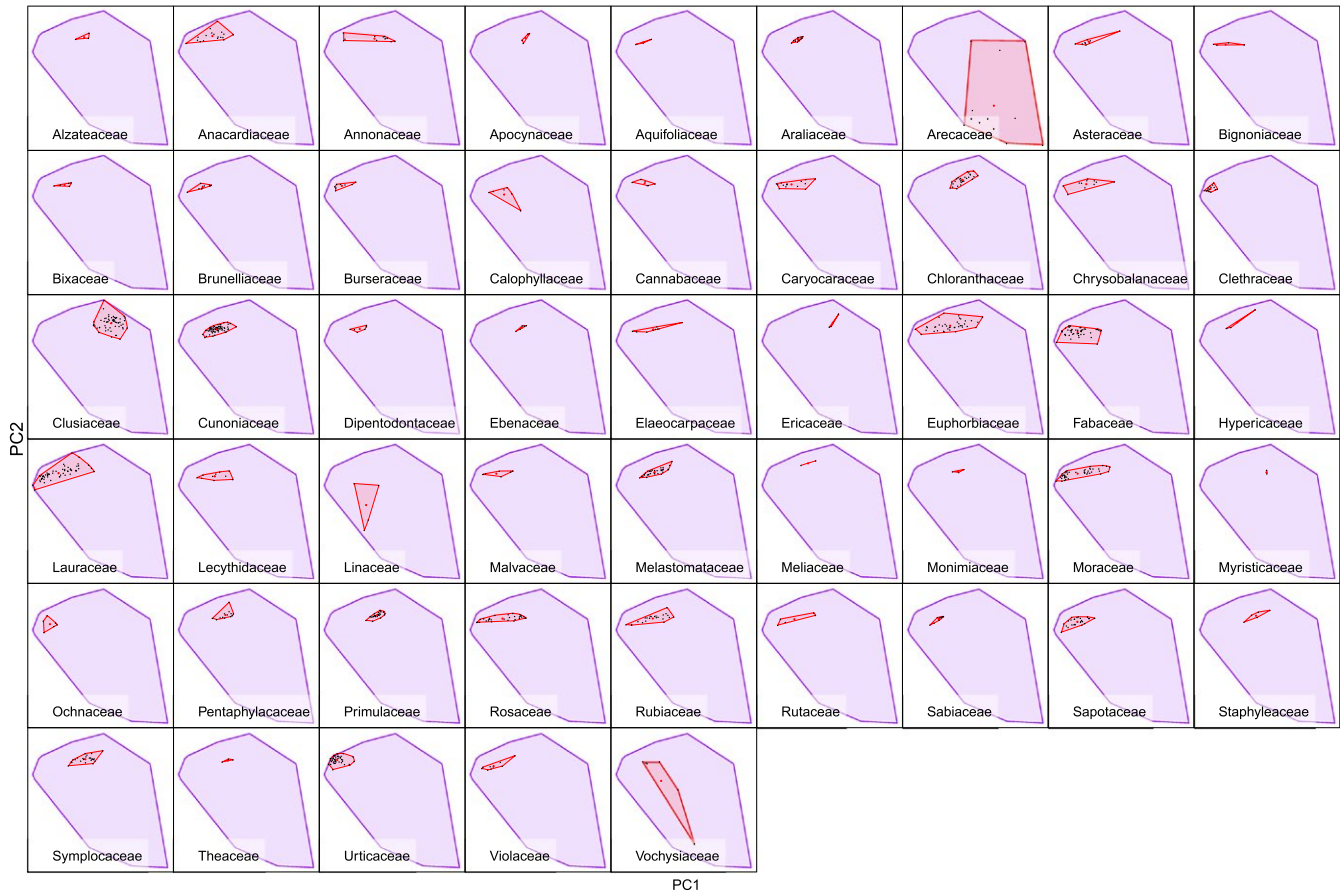 Alzateaceae
Anacardiaceae
Annonaceae
Apocynaceae
Aquifoliaceae
Araliaceae
Arecaceae
Asteraceae
Bignoniaceae
Bixaceae
Brunelliaceae
Burseraceae
Calophyllaceae
Cannabaceae
Caryocaraceae
Chloranthaceae
Chrysobalanaceae
Clethraceae
Clusiaceae
Cunoniaceae
Dipentodontaceae
Ebenaceae
Elaeocarpaceae
Ericaceae
Euphorbiaceae
Fabaceae
Hypericaceae
PC2
Lauraceae
Lecythidaceae
Linaceae
Malvaceae
Melastomataceae
Meliaceae
Monimiaceae
Moraceae
Myristicaceae
Ochnaceae
Pentaphylacaceae
Primulaceae
Rosaceae
Rubiaceae
Rutaceae
Sabiaceae
Sapotaceae
Staphyleaceae
Symplocaceae
Theaceae
Urticaceae
Violaceae
Vochysiaceae
PC1